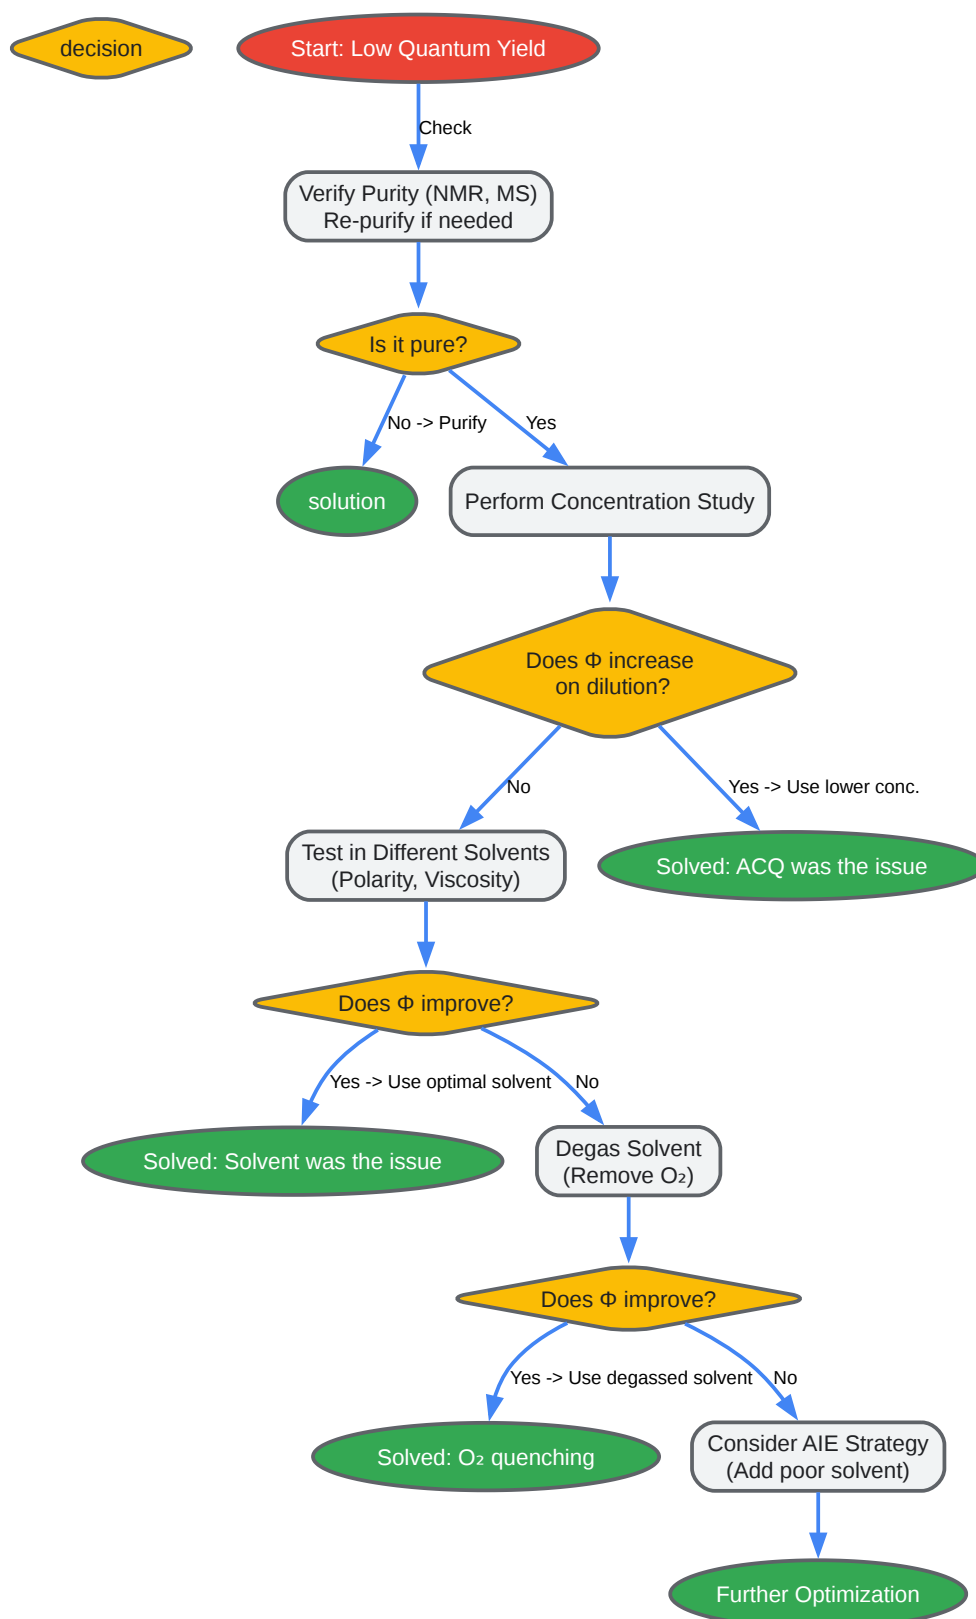 decision
Start: Low Quantum Yield
Check
Verify Purity (NMR, MS)
Re-purify if needed
Is it pure?
No -> Purify
Yes
solution
Perform Concentration Study
Does Φ increase
on dilution?
No
Yes -> Use lower conc.
Test in Different Solvents
(Polarity, Viscosity)
Solved: ACQ was the issue
Does Φ improve?
Yes -> Use optimal solvent
No
Solved: Solvent was the issue
Degas Solvent
(Remove O₂)
Does Φ improve?
Yes -> Use degassed solvent
No
Solved: O₂ quenching
Consider AIE Strategy
(Add poor solvent)
Further Optimization